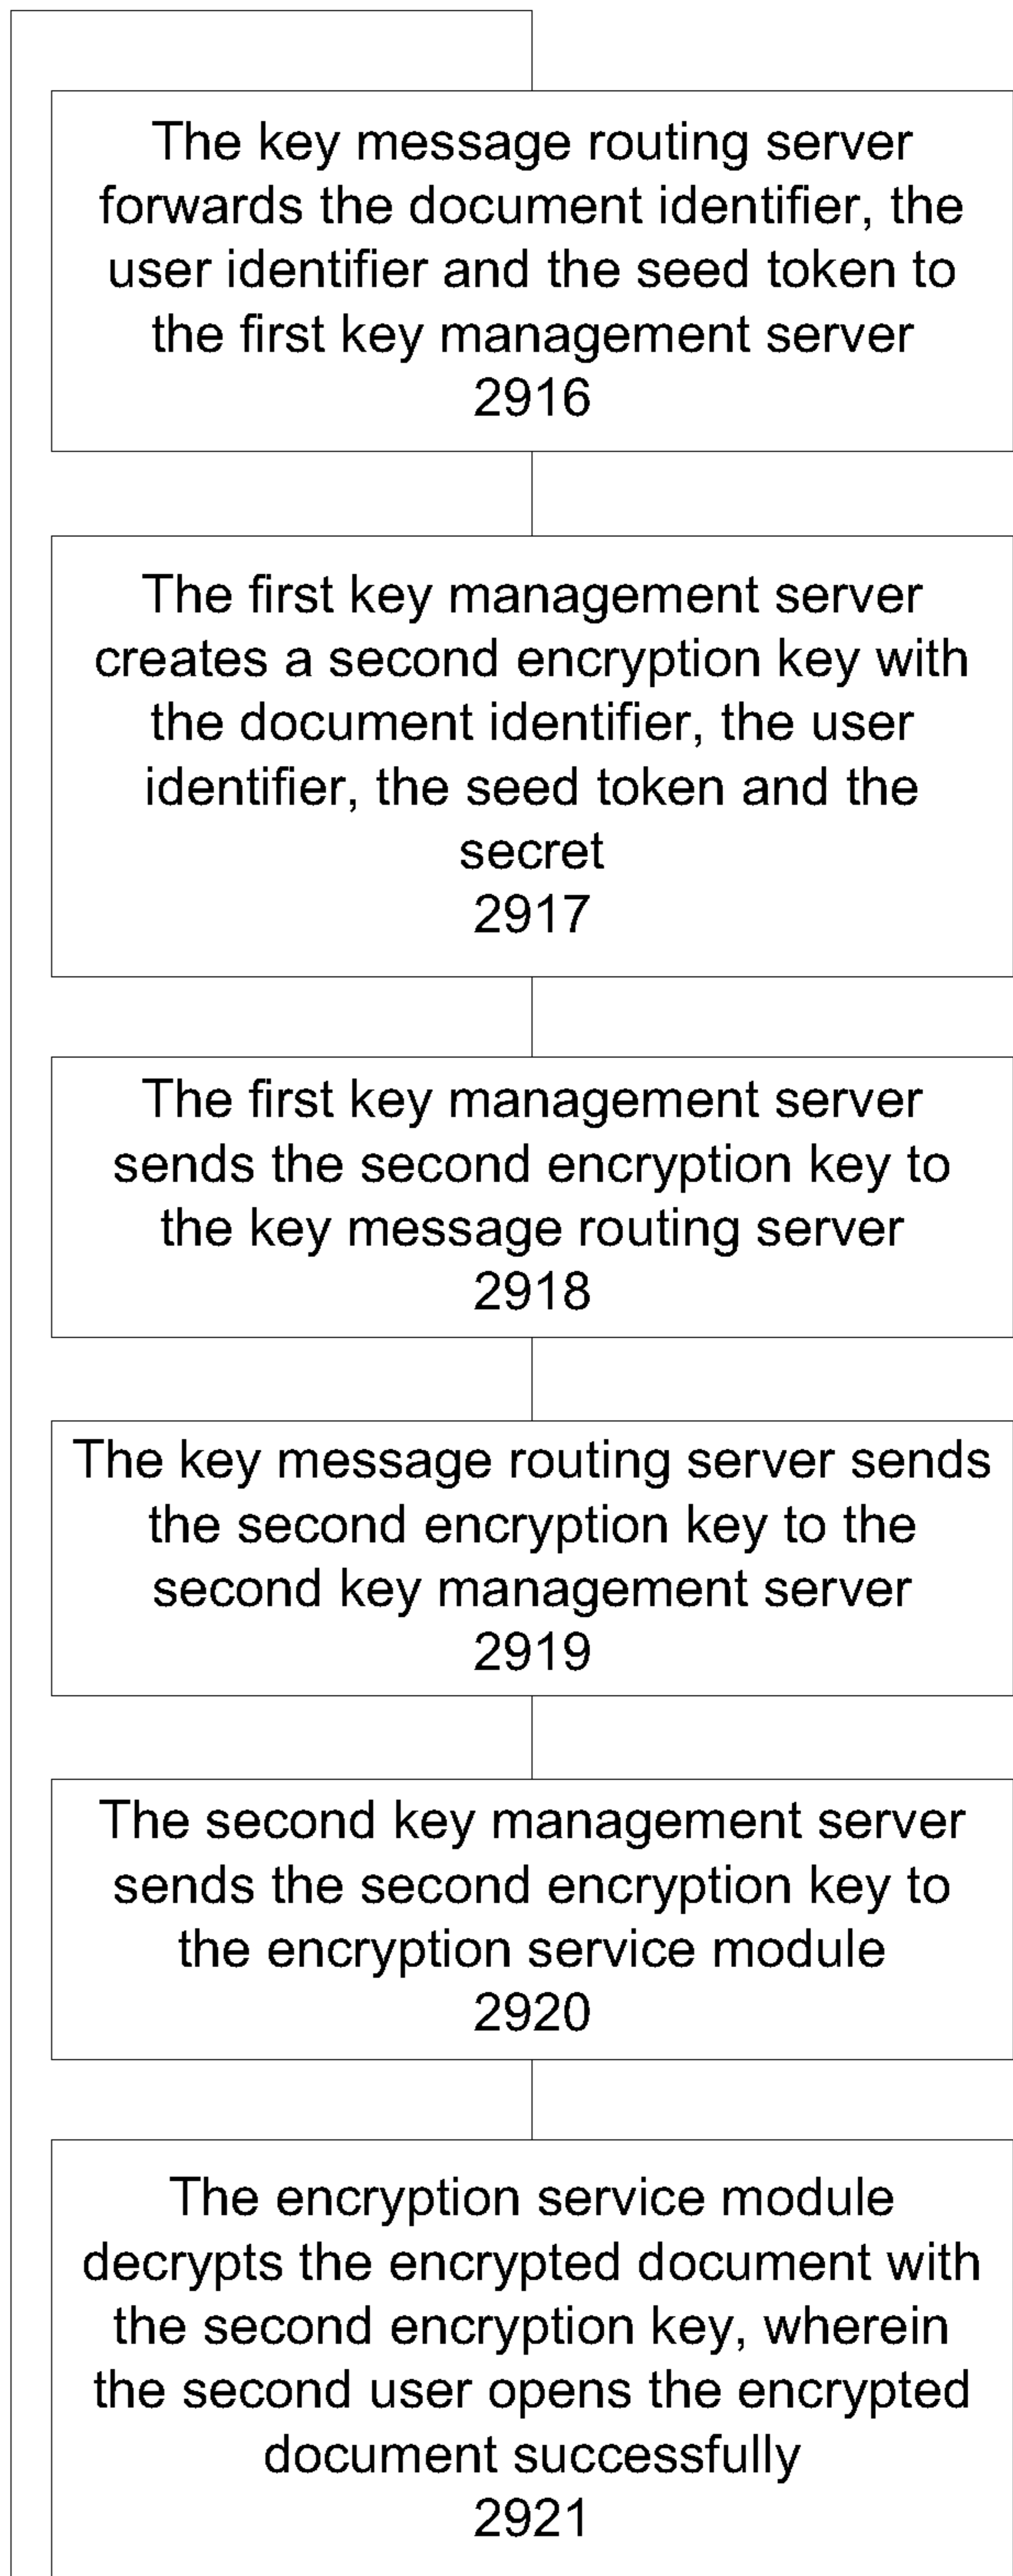 The key message routing server
forwards the document identifier, the
user identifier and the seed token to
the first key management server
2916
The first key management server
creates a second encryption key with
the document identifier, the user
identifier, the seed token and the
secret
2917
The first key management server
sends the second encryption key to
the key message routing server
2918
The key message routing server sends
the second encryption key to the
second key management server
2919
The second key management server
sends the second encryption key to
the encryption service module
2920
The encryption service module
decrypts the encrypted document with
the second encryption key, wherein
the second user opens the encrypted
document successfully
2921